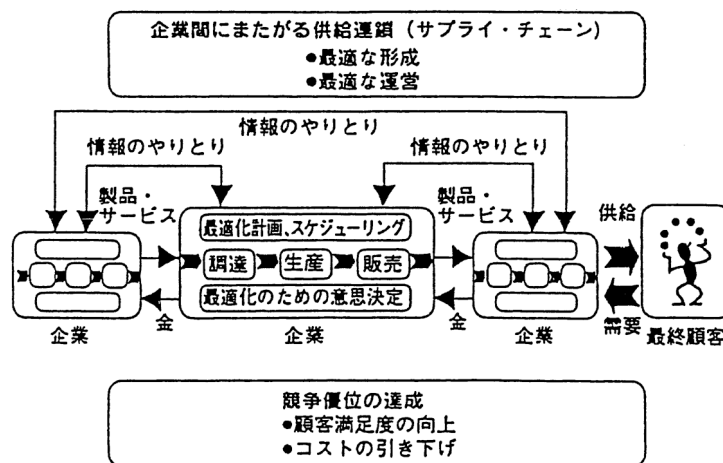 企業間にまたがる供給連鎖（サプライ・チェーン）
●最適な形成
●最適な運営
情報のやりとり
情報のやりとり
情報のやりとり
製品・
サービス
製品・
サービス
供給
最適化計画、スケジューリング
調達
生産
販売
最適化のための意思決定
金
金
需要
企業
企業
企業
最終顧客
競争優位の達成
●顧客満足度の向上
●コストの引き下げ